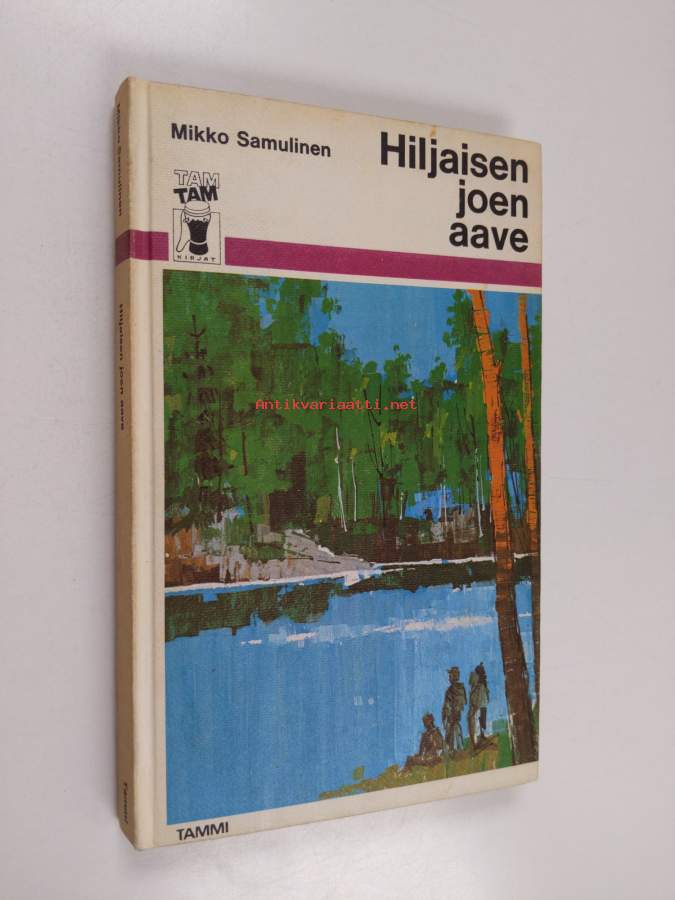 Mikko Samulinen
Hiljaisen
joen
aave
TAM
TAM
KIRJAT
Antikvariaatti.net
TAMMI
Mikko Samulinen
Hiljaisen joen aave
Tammi